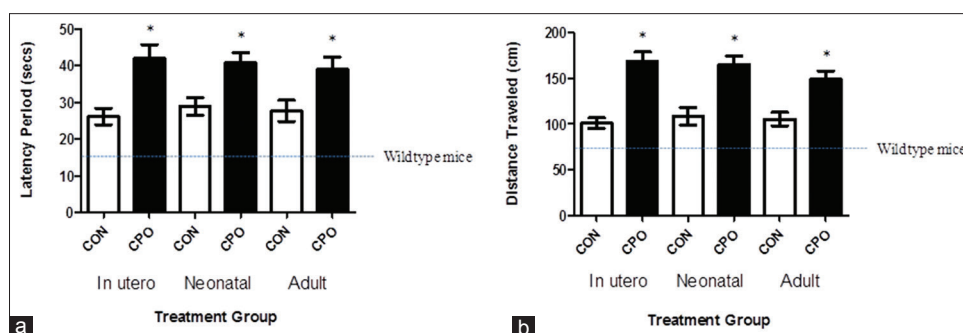 Latency Period (secs)
50
40
30
20
10
0
*
*
*
Wildtype mice
CON
CPO
CON
CPO
CON
CPO
In utero
Neonatal
Adult
Treatment Group
a
Distance Traveled (cm)
200
150
100
50
0
*
*
*
Wildtype mice
CON
CPO
CON
CPO
CON
CPO
In utero
Neonatal
Adult
Treatment Group
b